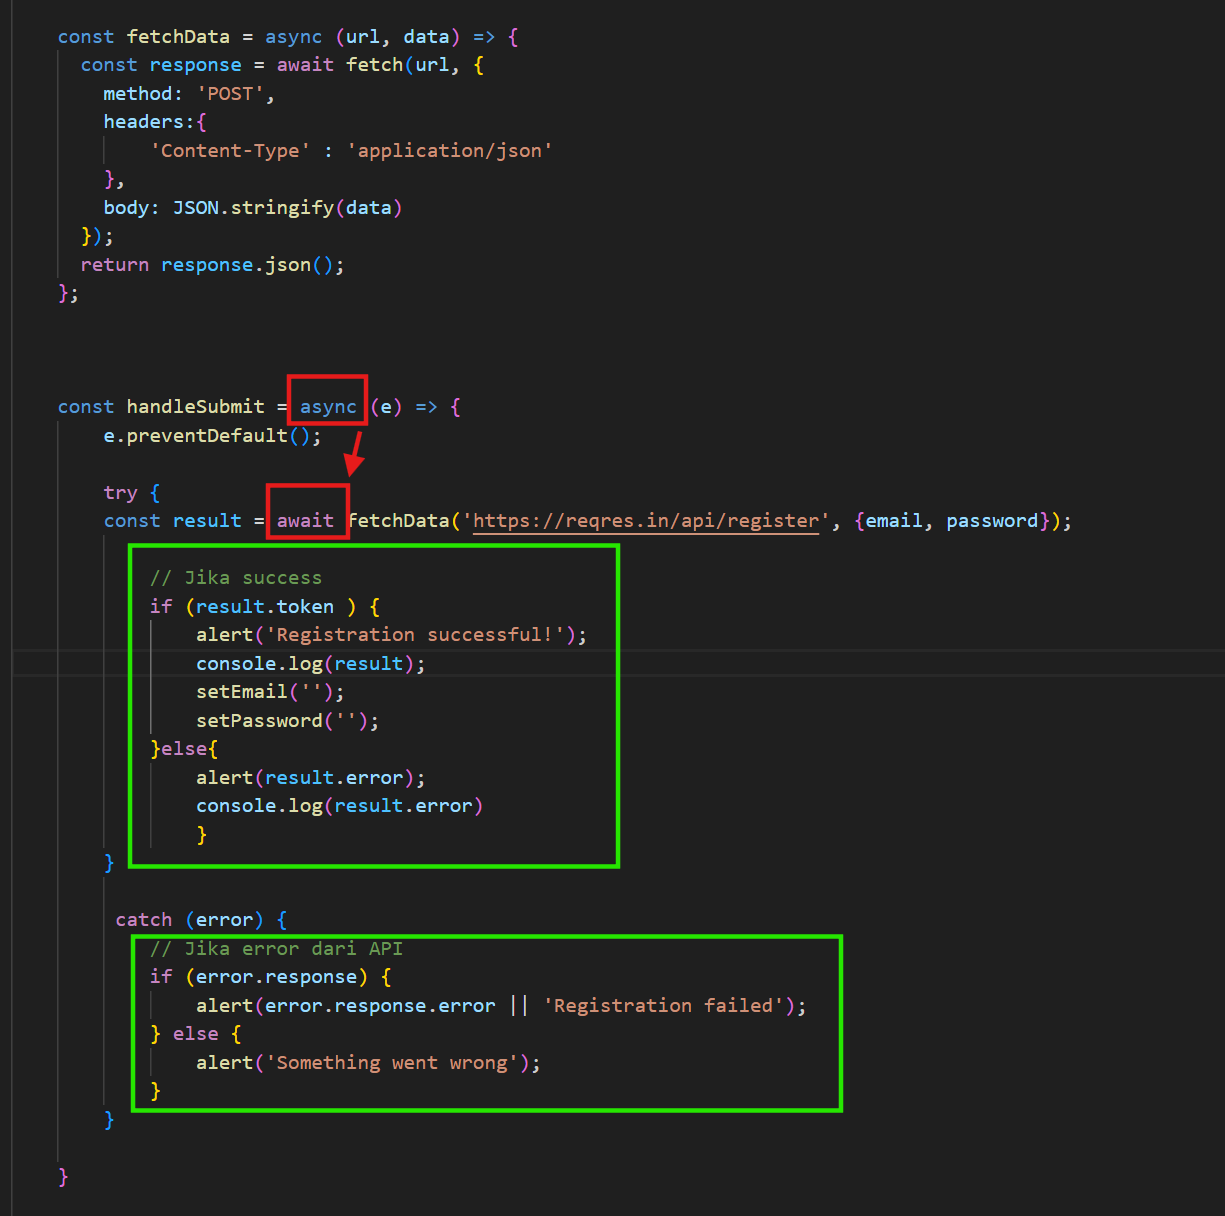 const fetchData = async (url, data) => {
const response = await fetch(url, {
method: 'POST',
headers:{
'Content-Type' : 'application/json'
},
body: JSON.stringify(data)
});
return response.json();
};
const handleSubmit = async (e) => {
e.preventDefault();
try {
const result = await fetchData('https://reqres.in/api/register', {email, password});
// Jika success
if (result.token ) {
alert('Registration successful!');
console.log(result);
setEmail('');
setPassword('');
}else{
alert(result.error);
console.log(result.error)
}
}
catch (error) {
// Jika error dari API
if (error.response) {
alert(error.response.error || 'Registration failed');
} else {
alert('Something went wrong');
}
}
}